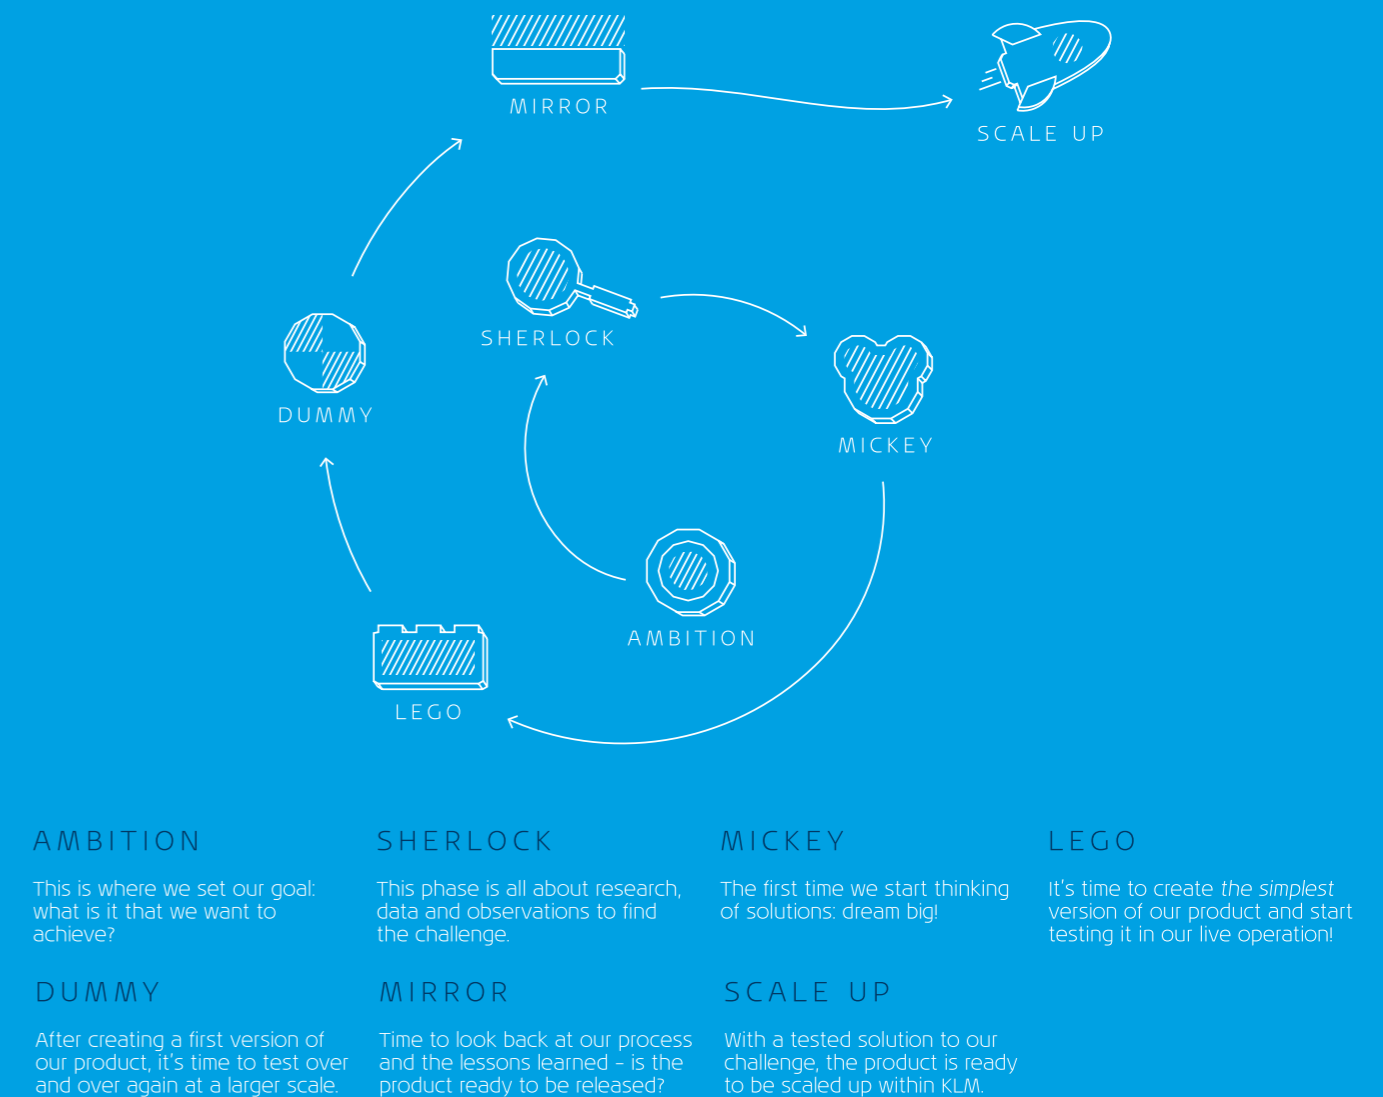 MIRROR
SCALE UP
SHERLOCK
DUMMY
MICKEY
AMBITION
LEGO
AMBITION
This is where we set our goal:
what is it that we want to
achieve?
SHERLOCK
This phase is all about research,
data and observations to find
the challenge.
MICKEY
The first time we start thinking
of solutions: dream big!
LEGO
It's time to create the simplest
version of our product and start
testing it in our live operation!
DUMMY
After creating a first version of
our product, it's time to test over
and over again at a larger scale.
MIRROR
Time to look back at our process
and the lessons learned - is the
product ready to be released?
SCALE UP
With a tested solution to our
challenge, the product is ready
to be scaled up within KLM.